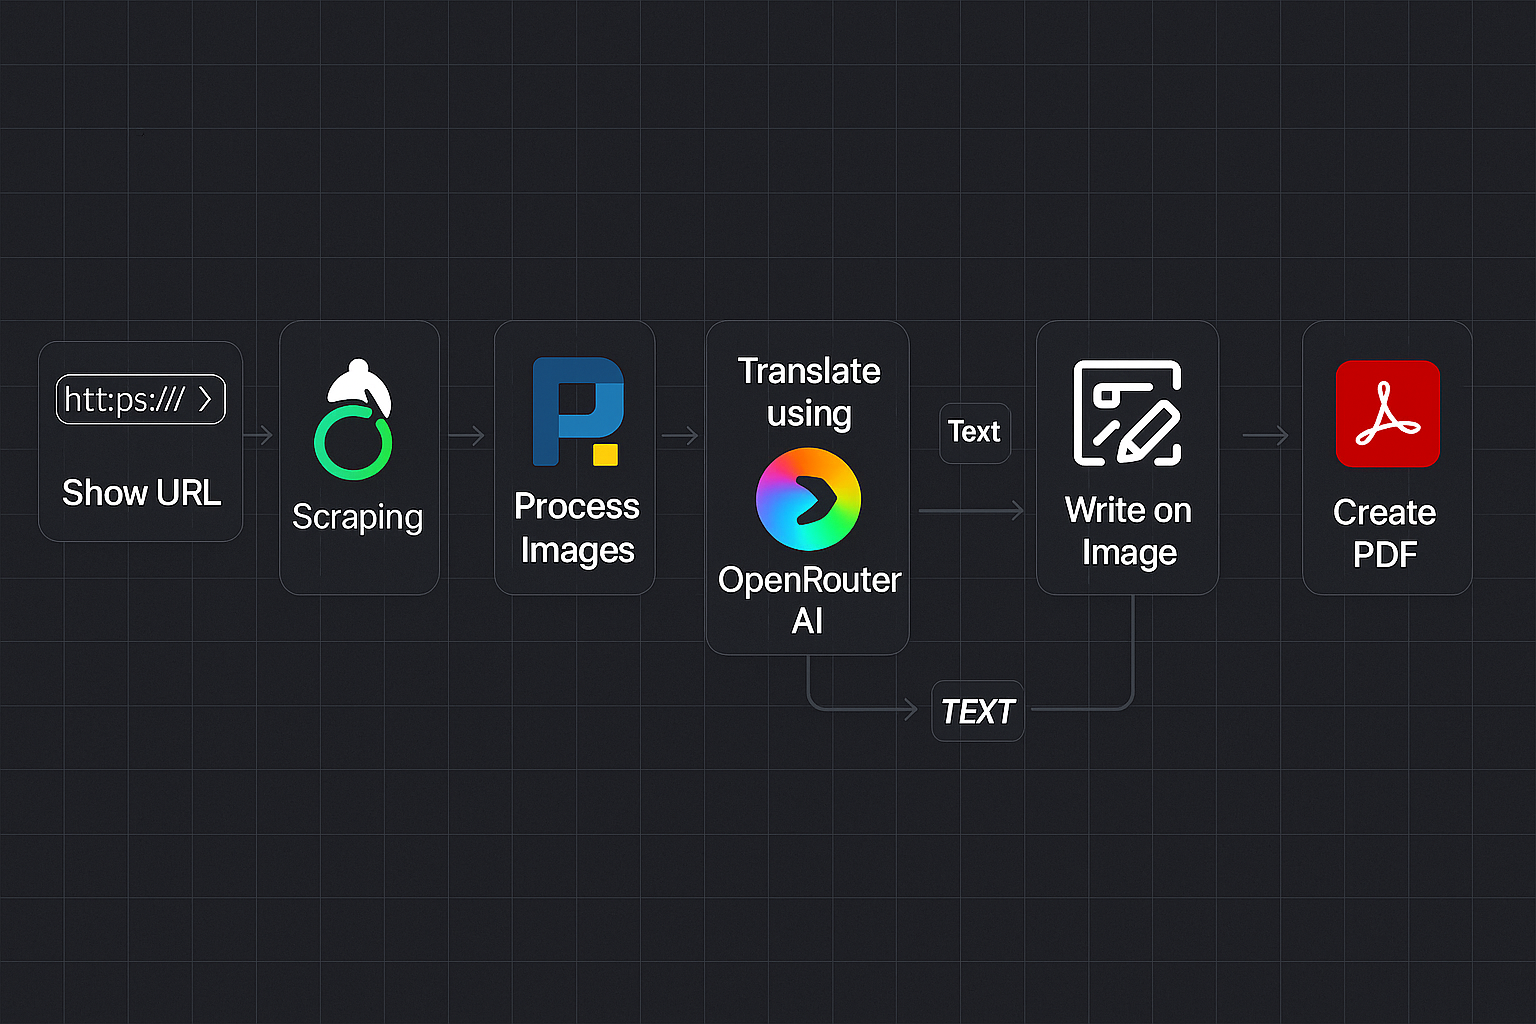 htt:ps:///
Show URL
Scraping
Process
Images
Translate
using
OpenRouter
AI
Text
TEXT
Write on
Image
Create
PDF